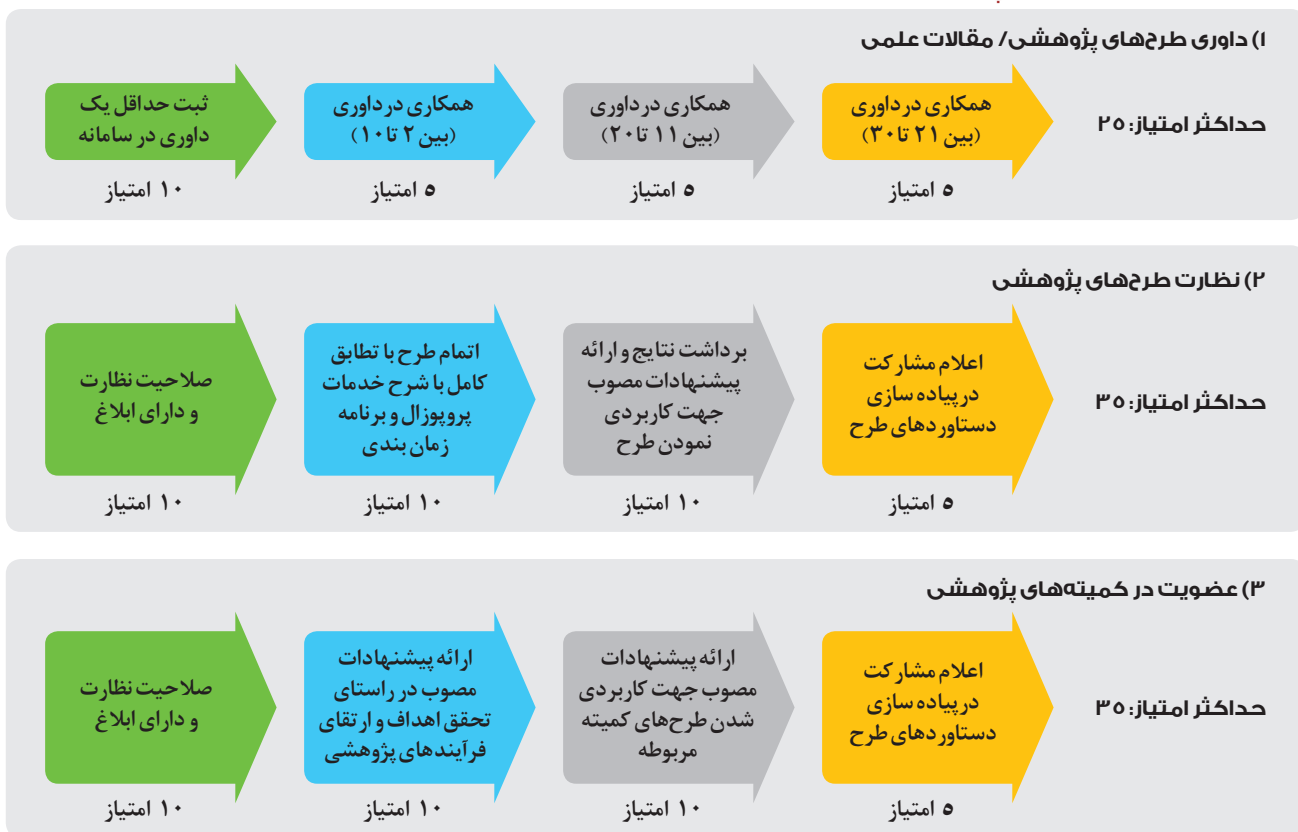 ۱) داوری طرح‌های پژوهشی/ مقالات علمی
حداکثر امتیاز: ۲۵
ثبت حداقل یک
داوری در سامانه
۱۰ امتیاز
همکاری در داوری
(بین ۲ تا ۱۰)
۵ امتیاز
همکاری در داوری
(بین ۱۱ تا ۲۰)
۵ امتیاز
همکاری در داوری
(بین ۲۱ تا ۳۰)
۵ امتیاز
۲) نظارت طرح‌های پژوهشی
حداکثر امتیاز: ۳۵
صلاحیت نظارت
و دارای ابلاغ
۱۰ امتیاز
اتمام طرح با تطابق
کامل با شرح خدمات
پروپوزال و برنامه
زمان بندی
۱۰ امتیاز
برداشت نتایج و ارائه
پیشنهادات مصوب
جهت کاربردی
نمودن طرح
۱۰ امتیاز
اعلام مشارکت
در پیاده سازی
دستاوردهای طرح
۵ امتیاز
۳) عضویت در کمیته‌های پژوهشی
حداکثر امتیاز: ۳۵
صلاحیت نظارت
و دارای ابلاغ
۱۰ امتیاز
ارائه پیشنهادات
مصوب در راستای
تحقق اهداف و ارتقای
فرآیندهای پژوهشی
۱۰ امتیاز
ارائه پیشنهادات
مصوب جهت کاربردی
شدن طرح‌های کمیته
مربوطه
۱۰ امتیاز
اعلام مشارکت
در پیاده سازی
دستاوردهای طرح
۵ امتیاز